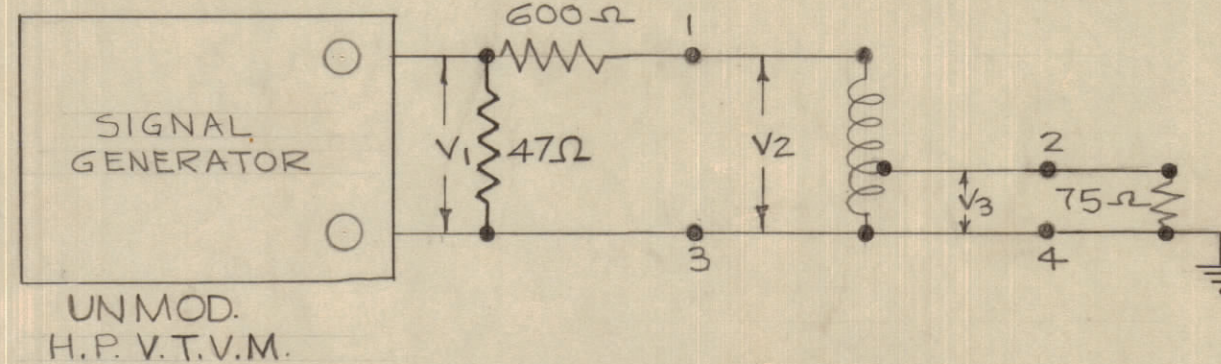 600Ω
1
SIGNAL
GENERATOR
V1
47Ω
V2
2
V3
75Ω
3
4
UNMOD.
H.P. V.T.V.M.